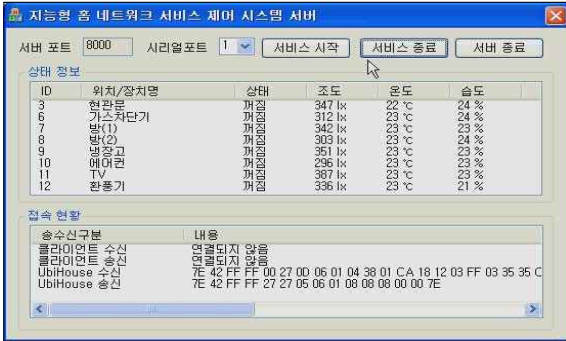 지능형 홈 네트워크 서비스 제어 시스템 서버
서버 포트 8000 시리얼포트 1 서비스 시작 서비스 종료 서버 종료
상태 정보
ID 위치/장치명 상태 조도 온도 습도
3 현관문 꺼짐 347 lx 22 ℃ 24 %
6 가스차단기 꺼짐 312 lx 23 ℃ 24 %
7 방(1) 꺼짐 342 lx 23 ℃ 23 %
8 방(2) 꺼짐 303 lx 23 ℃ 24 %
9 냉장고 꺼짐 351 lx 23 ℃ 23 %
10 에어컨 꺼짐 296 lx 23 ℃ 23 %
11 TV 꺼짐 387 lx 23 ℃ 23 %
12 환풍기 꺼짐 336 lx 23 ℃ 21 %
접속 현황
송수신구분 내용
클라이언트 수신 연결되지 않음
클라이언트 송신 연결되지 않음
UbiHouse 수신 7E 42 FF FF 00 27 0D 06 01 04 38 01 CA 18 12 03 FF 03 35 35 C
UbiHouse 송신 7E 42 FF FF 27 27 05 06 01 08 08 08 00 00 7E